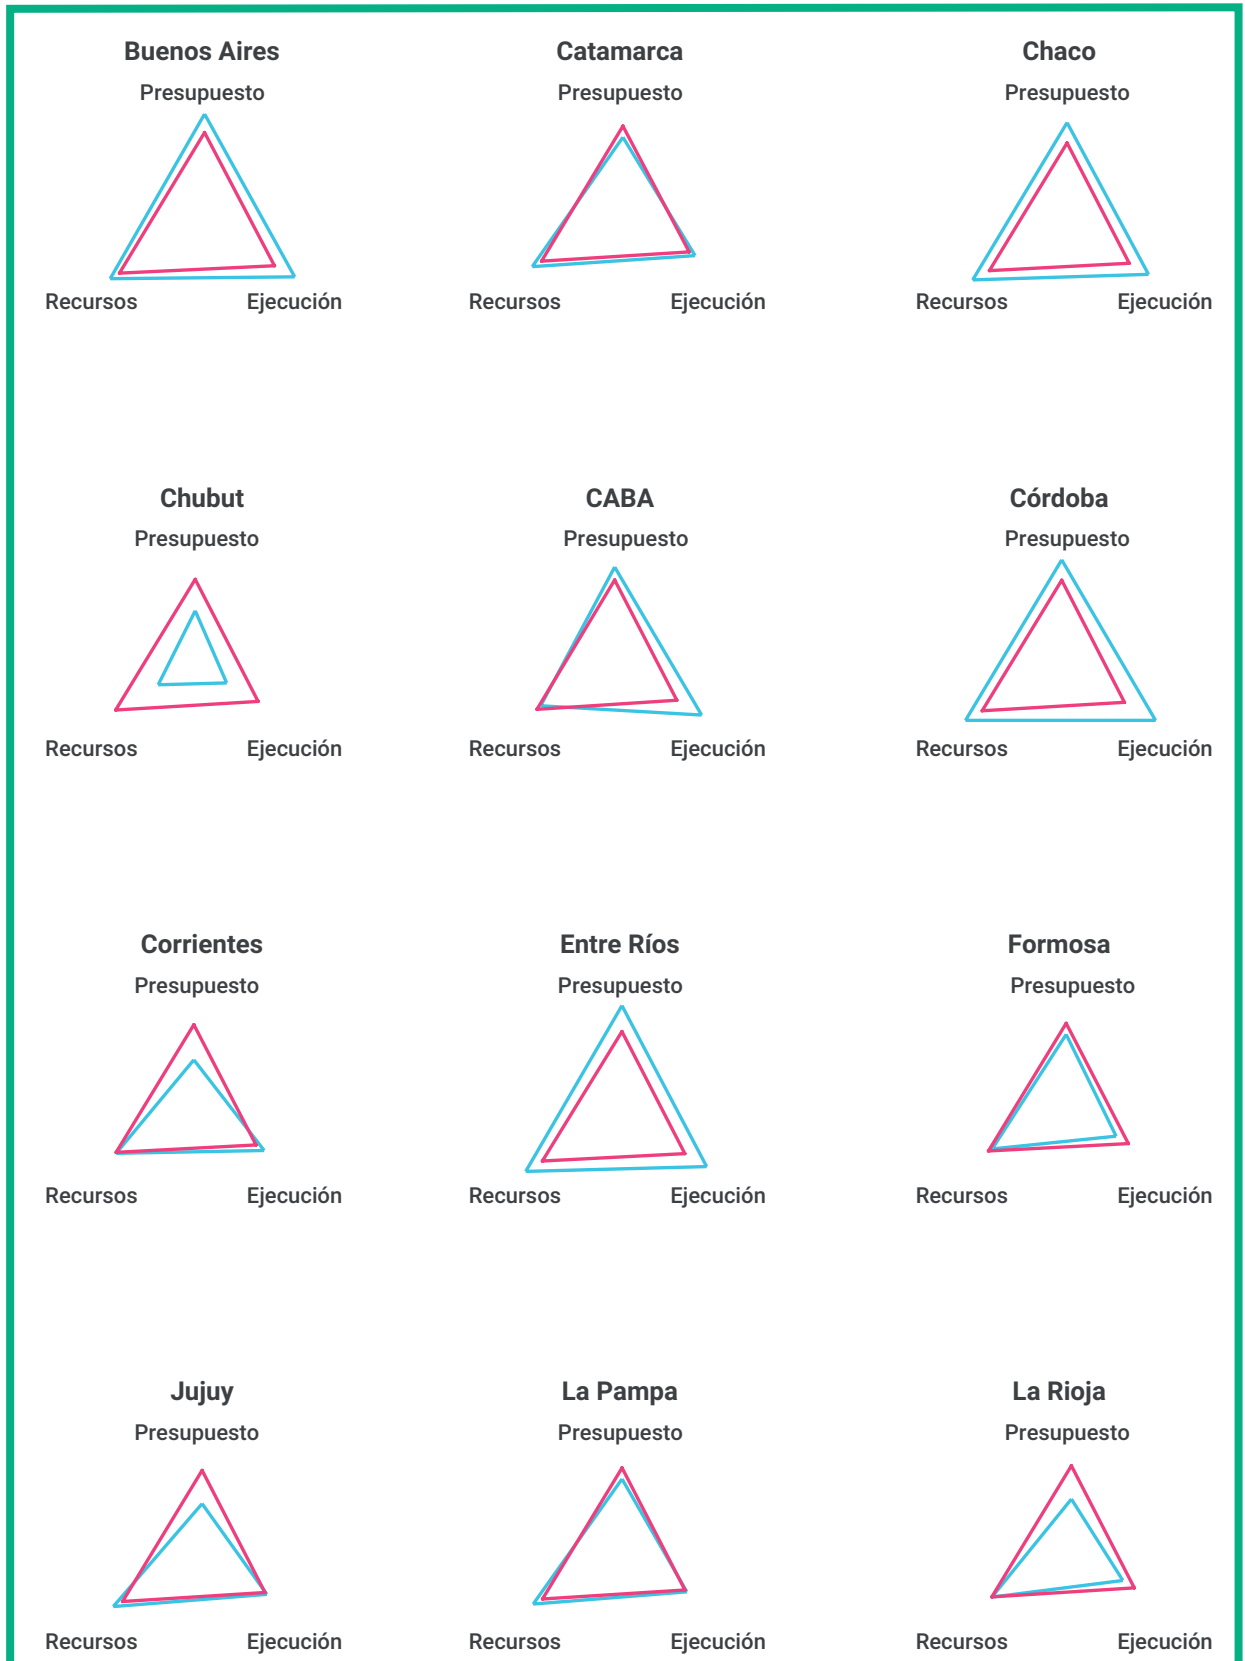 Buenos Aires
Presupuesto
Recursos
Ejecución
Catamarca
Presupuesto
Recursos
Ejecución
Chaco
Presupuesto
Recursos
Ejecución
Chubut
Presupuesto
Recursos
Ejecución
CABA
Presupuesto
Recursos
Ejecución
Córdoba
Presupuesto
Recursos
Ejecución
Corrientes
Presupuesto
Recursos
Ejecución
Entre Ríos
Presupuesto
Recursos
Ejecución
Formosa
Presupuesto
Recursos
Ejecución
Jujuy
Presupuesto
Recursos
Ejecución
La Pampa
Presupuesto
Recursos
Ejecución
La Rioja
Presupuesto
Recursos
Ejecución